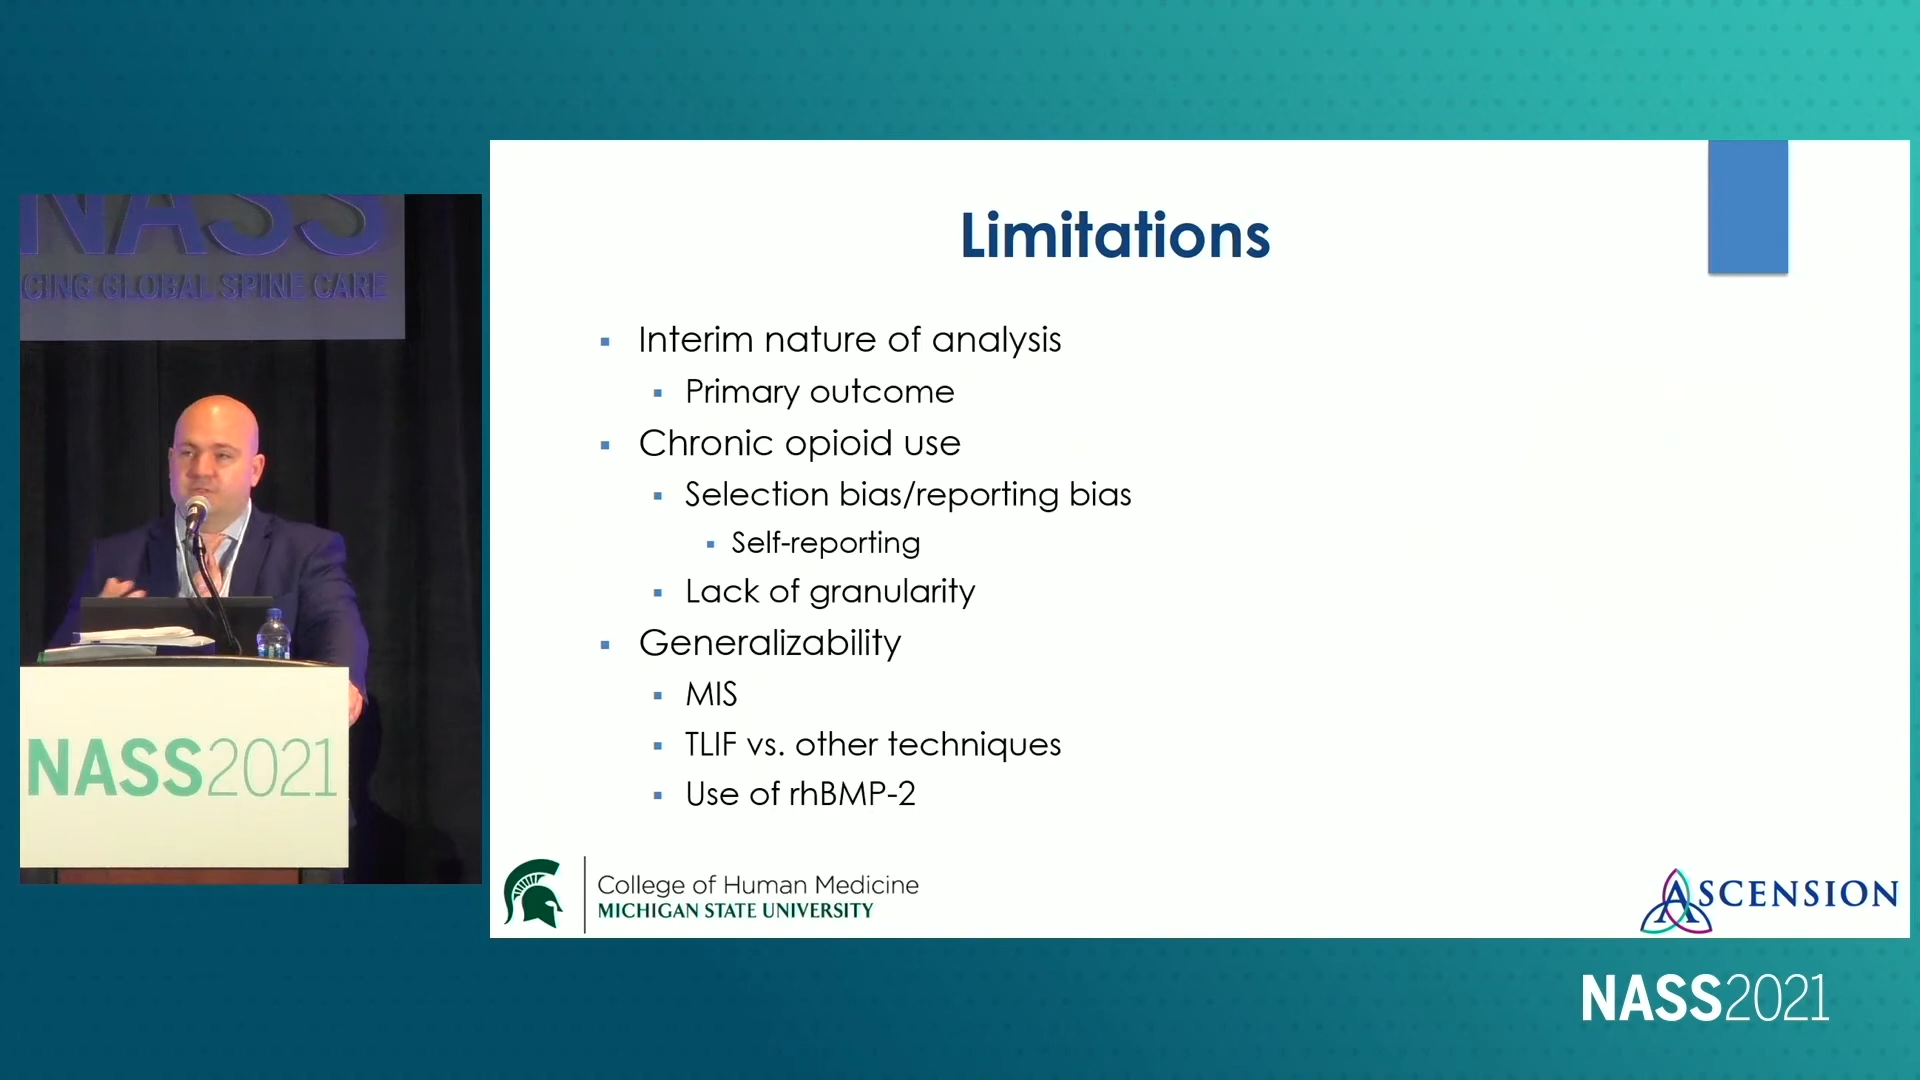 NASS
CING GLOBAL SPINE CARE
NASS2021
Limitations
Interim nature of analysis
Primary outcome
Chronic opioid use
Selection bias/reporting bias
Self-reporting
Lack of granularity
Generalizability
MIS
TLIF vs. other techniques
Use of rhBMP-2
College of Human Medicine
MICHIGAN STATE UNIVERSITY
ASCENSION
NASS2021